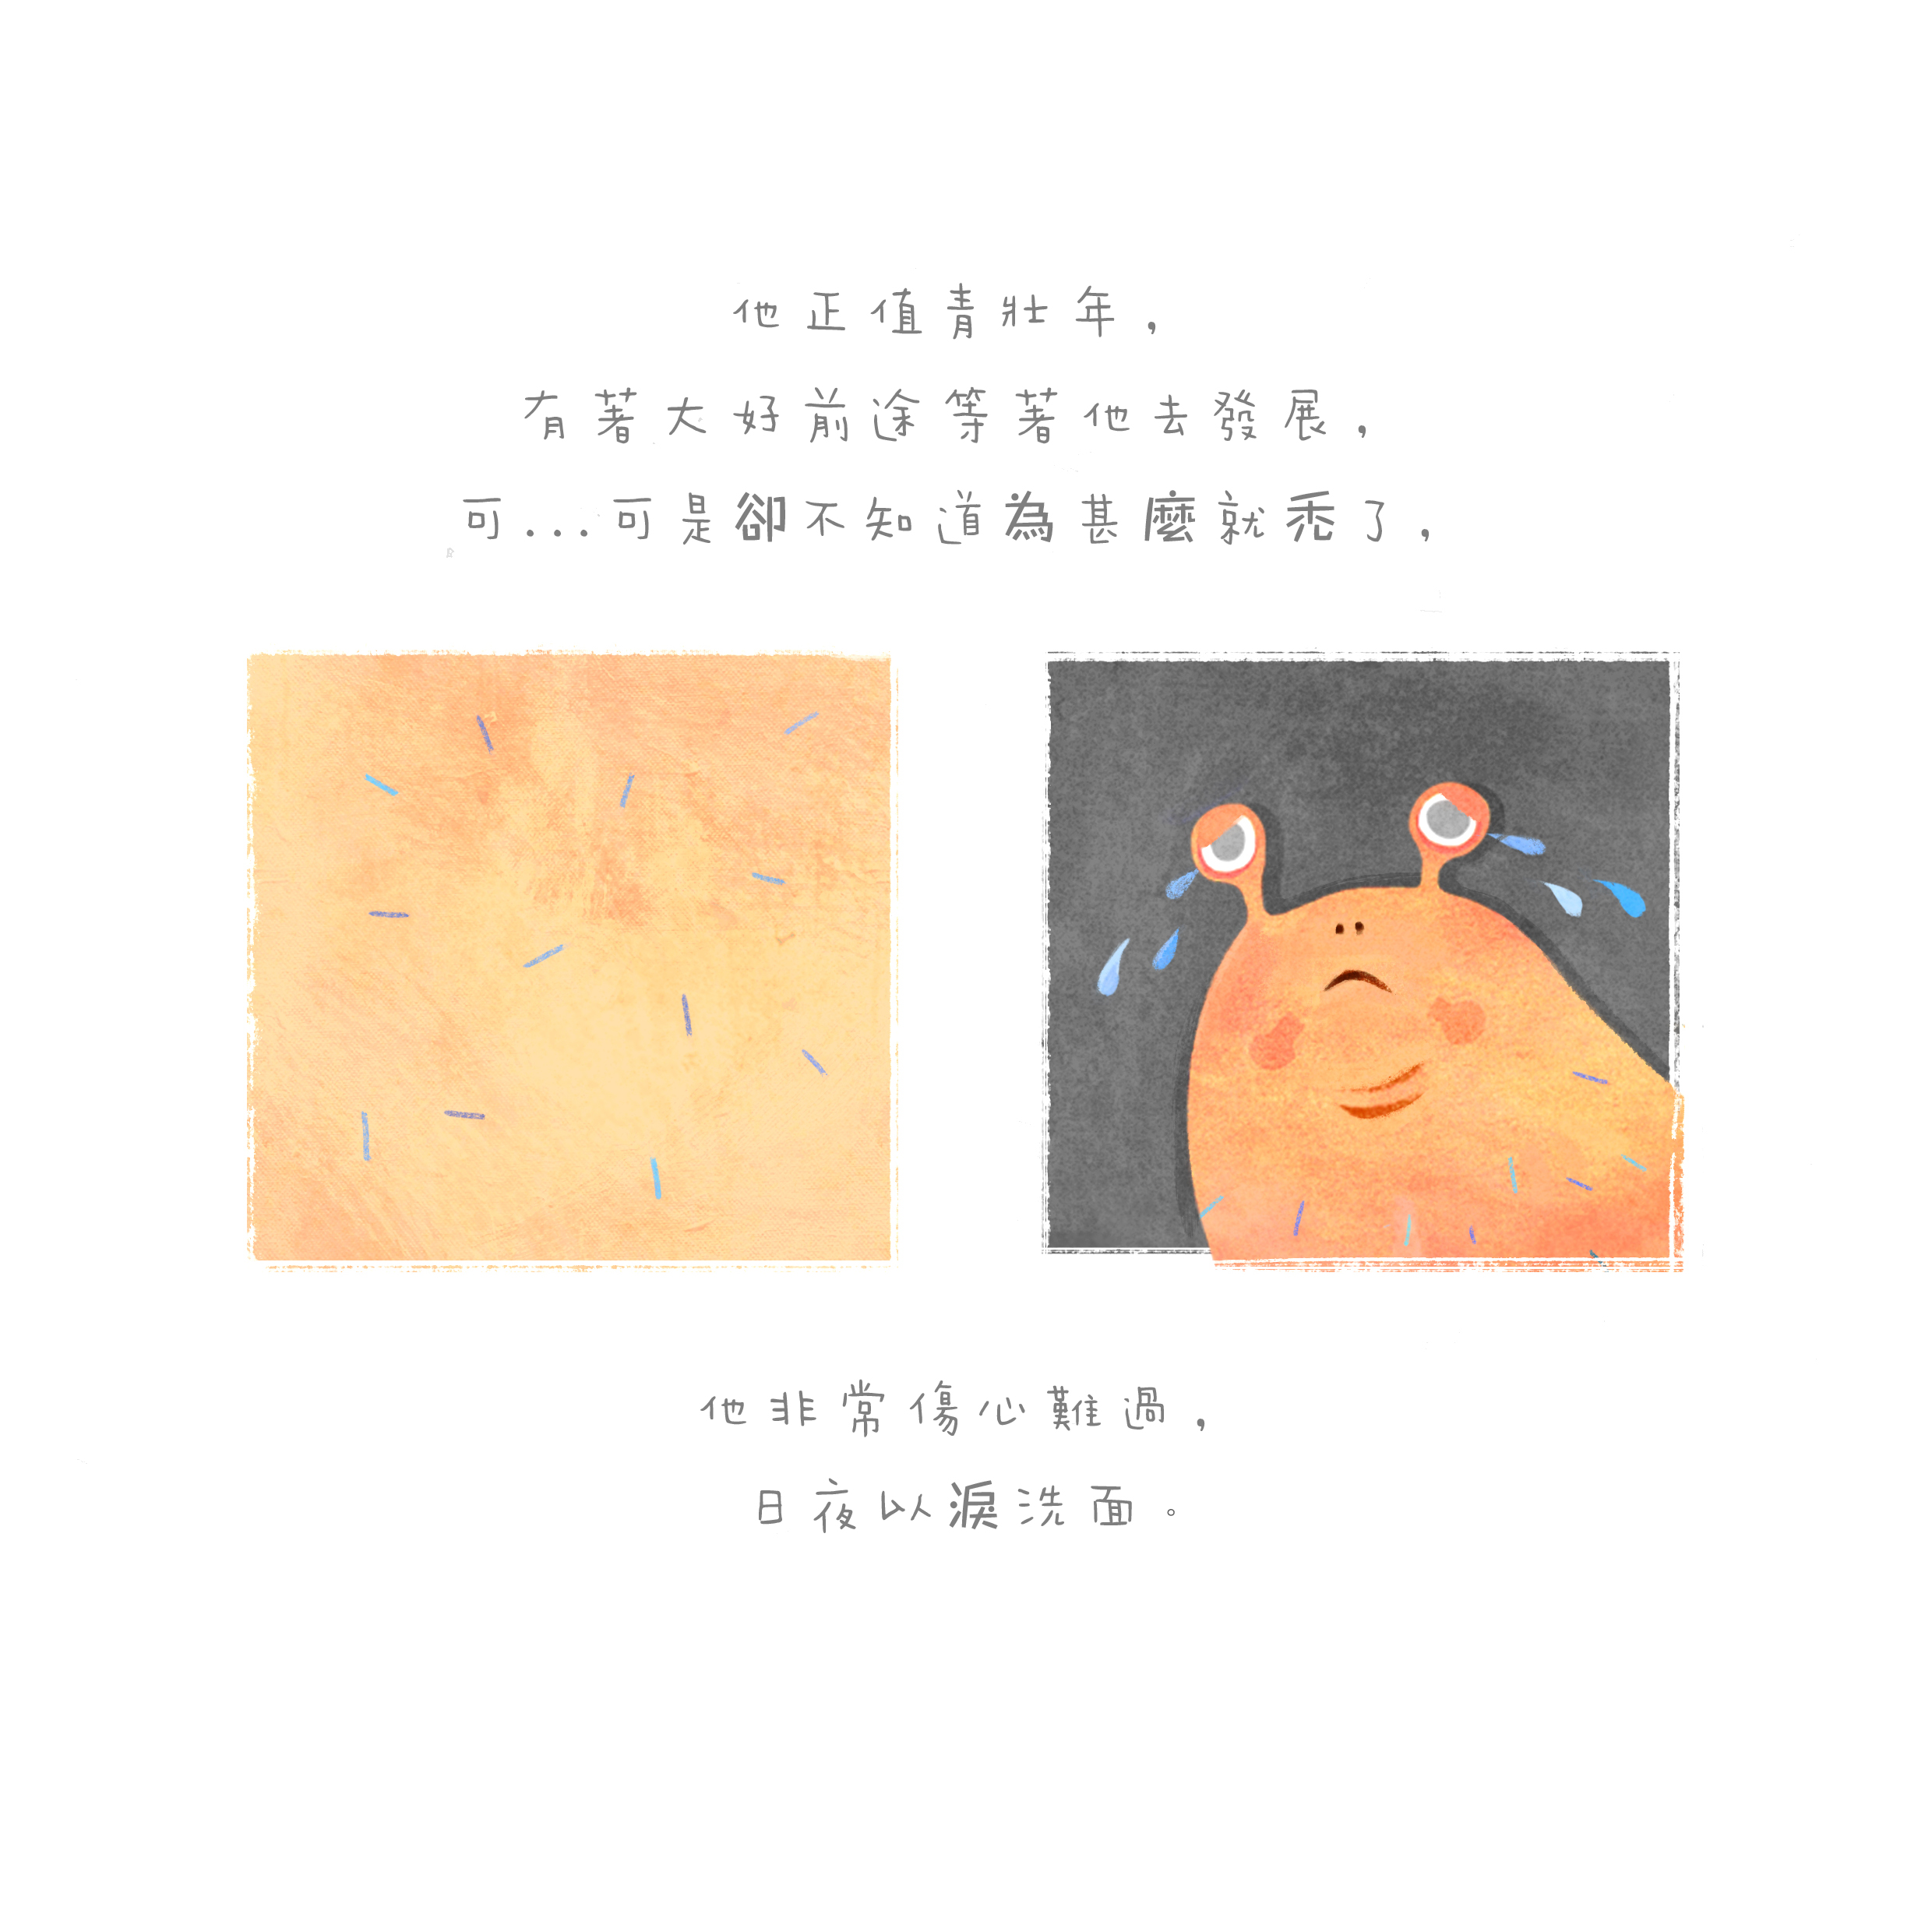 他正值青壯年，
有著大好前途等著他去發展，
可...可是卻不知道為甚麼就禿了，
他非常傷心難過，
日夜以淚洗面。